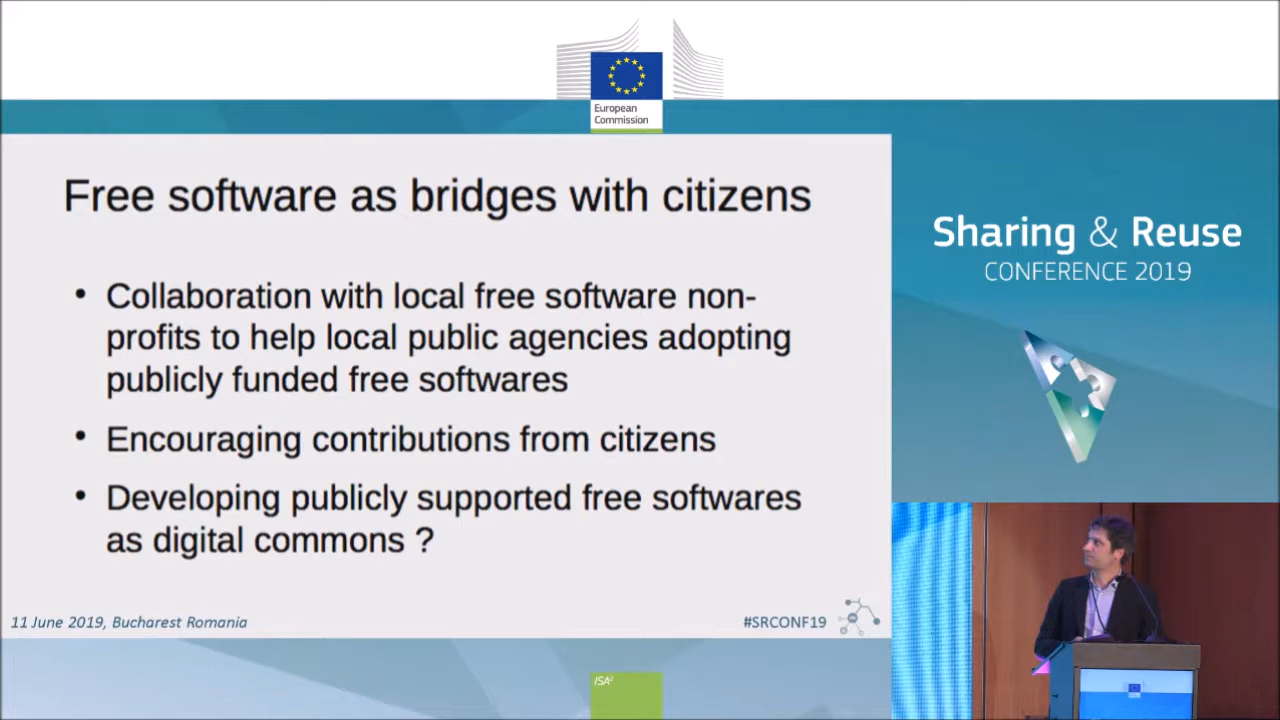 European
Commission
Free software as bridges with citizens
• Collaboration with local free software non-
profits to help local public agencies adopting
publicly funded free softwares
• Encouraging contributions from citizens
• Developing publicly supported free softwares
as digital commons ?
11 June 2019, Bucharest Romania
#SRCONF19
Sharing & Reuse
CONFERENCE 2019
ISA²